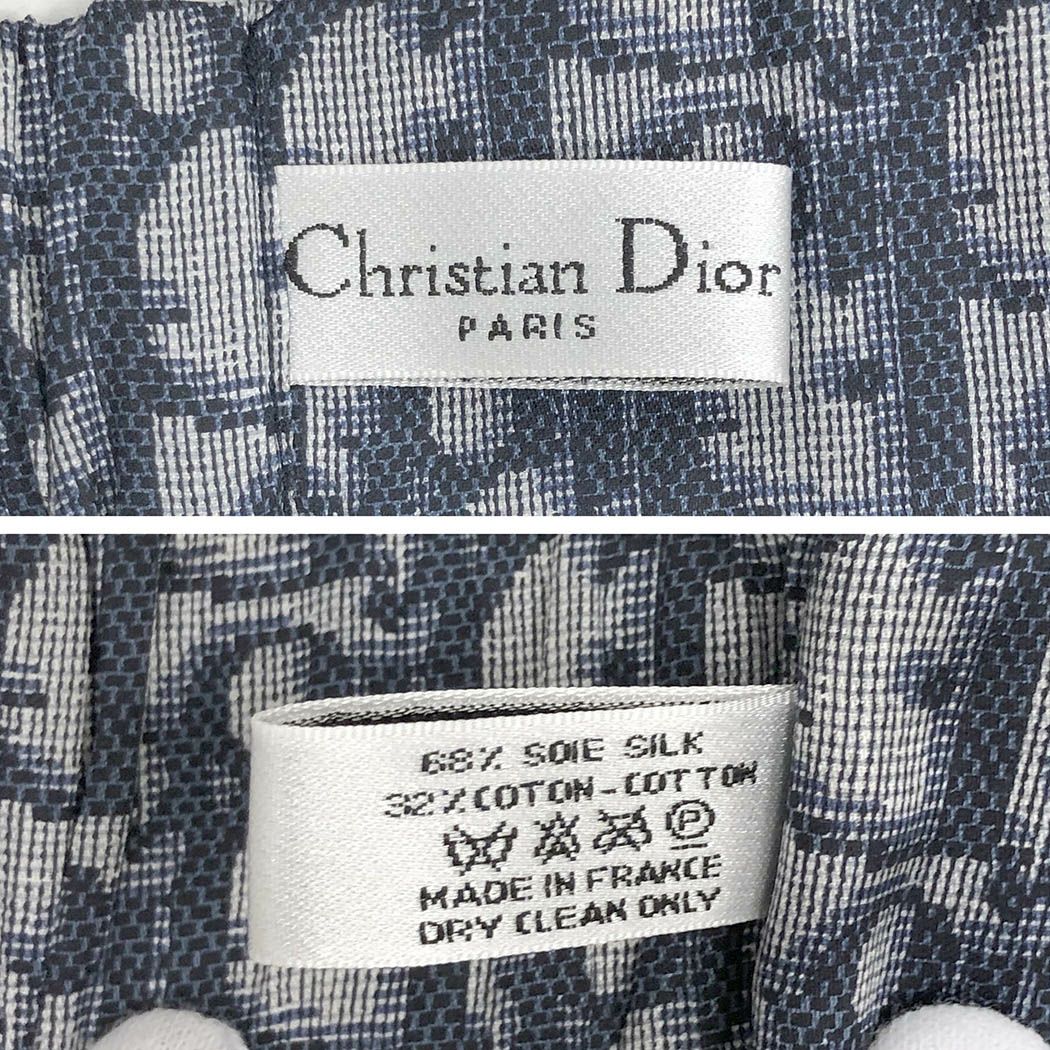 Christian Dior
PARIS
68% SOIE SILK
32% COTON-COTTON
P
MADE IN FRANCE
DRY CLEAN ONLY